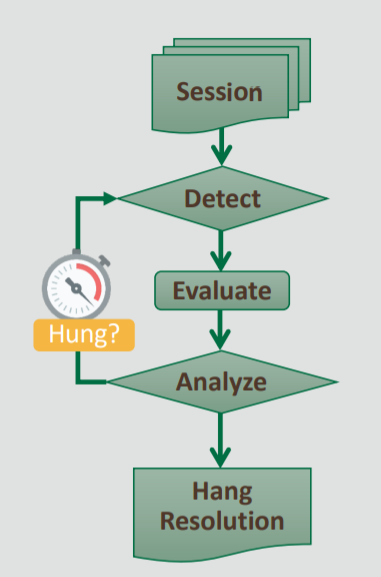 Session
Detect
Evaluate
Hung?
Analyze
Hang
Resolution